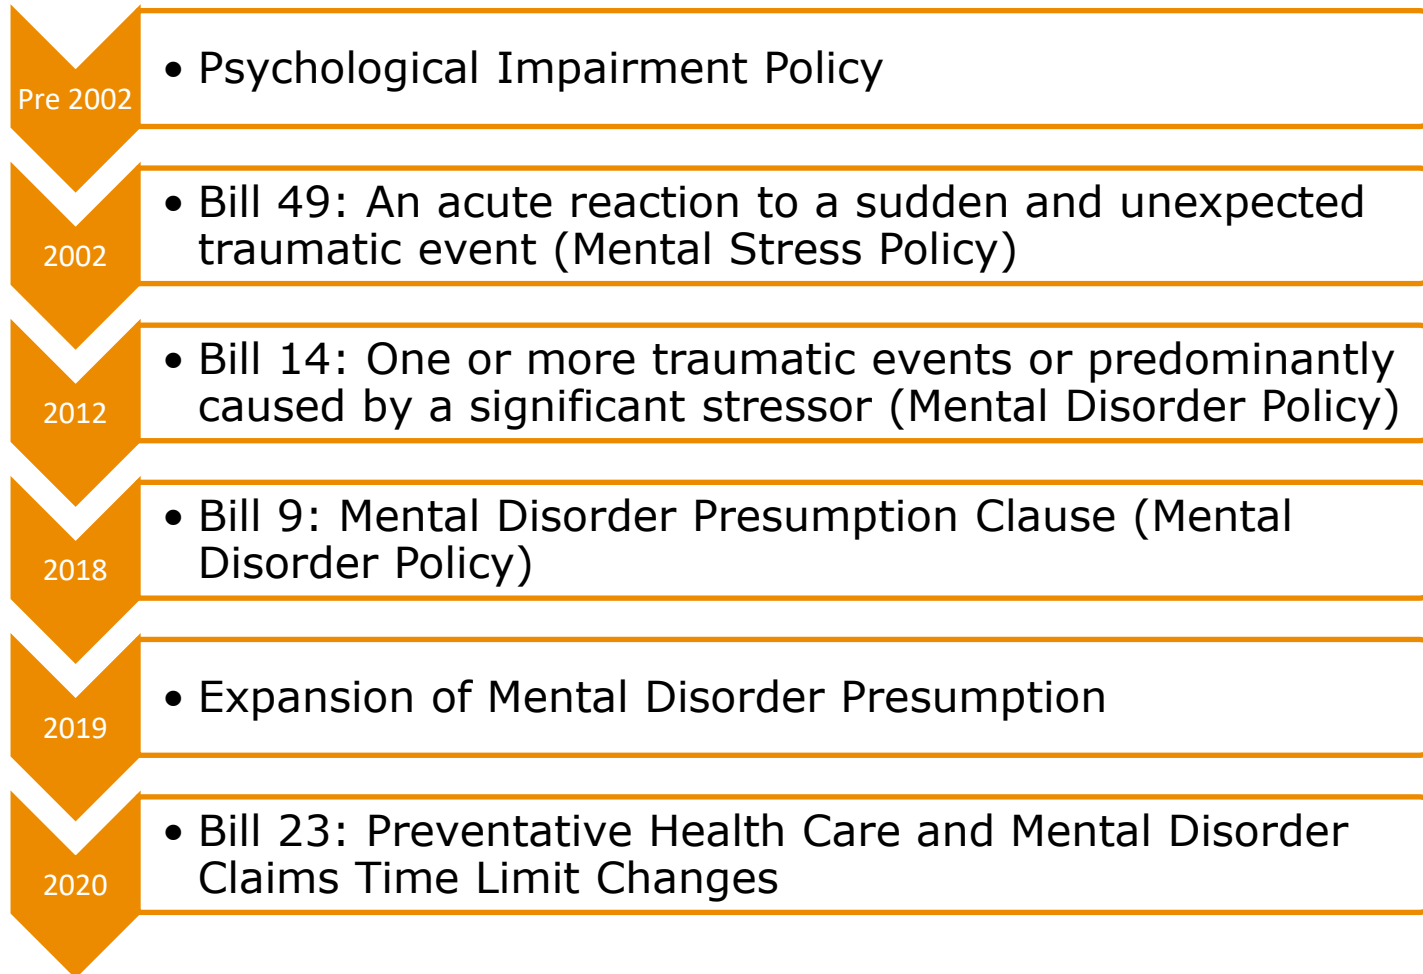 Pre 2002
• Psychological Impairment Policy
2002
• Bill 49: An acute reaction to a sudden and unexpected
traumatic event (Mental Stress Policy)
2012
• Bill 14: One or more traumatic events or predominantly
caused by a significant stressor (Mental Disorder Policy)
2018
• Bill 9: Mental Disorder Presumption Clause (Mental
Disorder Policy)
2019
• Expansion of Mental Disorder Presumption
2020
• Bill 23: Preventative Health Care and Mental Disorder
Claims Time Limit Changes